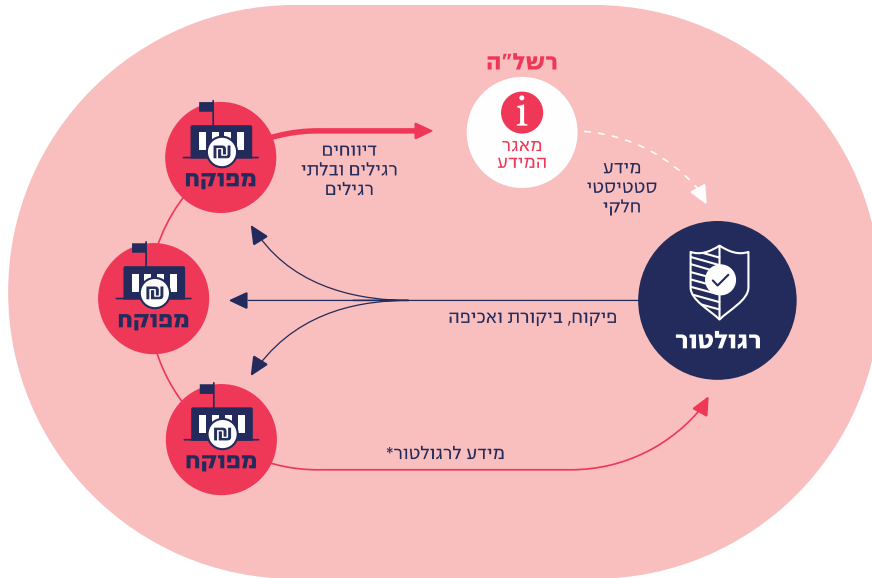 רשל"ה
i
מאגר
המידע
₪
מפוקח
דיווחים
רגילים ובלתי
רגילים
מידע
סטטיסטי
חלקי
₪
מפוקח
פיקוח, ביקורת ואכיפה
רגולטור
₪
מפוקח
מידע לרגולטור*